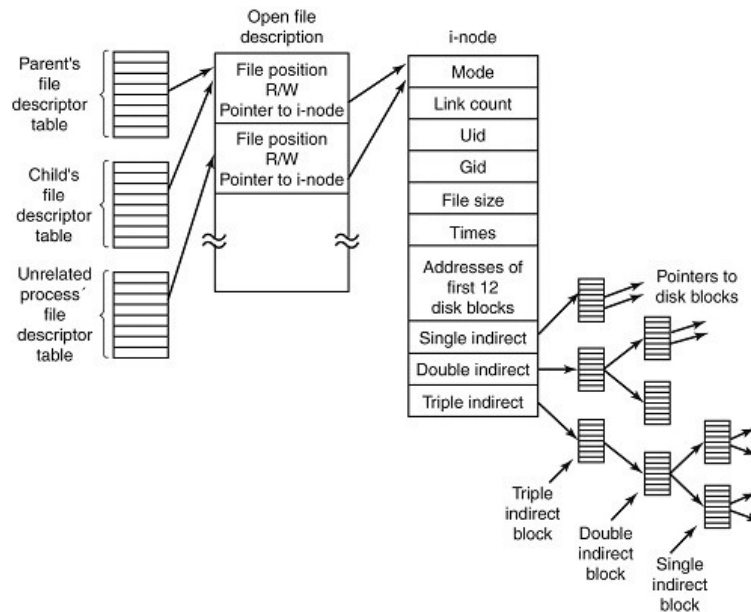 Open file
description
i-node
Parent's
file
descriptor
table
File position
R/W
Pointer to i-node
File position
R/W
Pointer to i-node
Child's
file
descriptor
table
Unrelated
process´
file
descriptor
table
Mode
Link count
Uid
Gid
File size
Times
Addresses of
first 12
disk blocks
Single indirect
Double indirect
Triple indirect
Pointers to
disk blocks
Triple
indirect
block
Double
indirect
block
Single
indirect
block